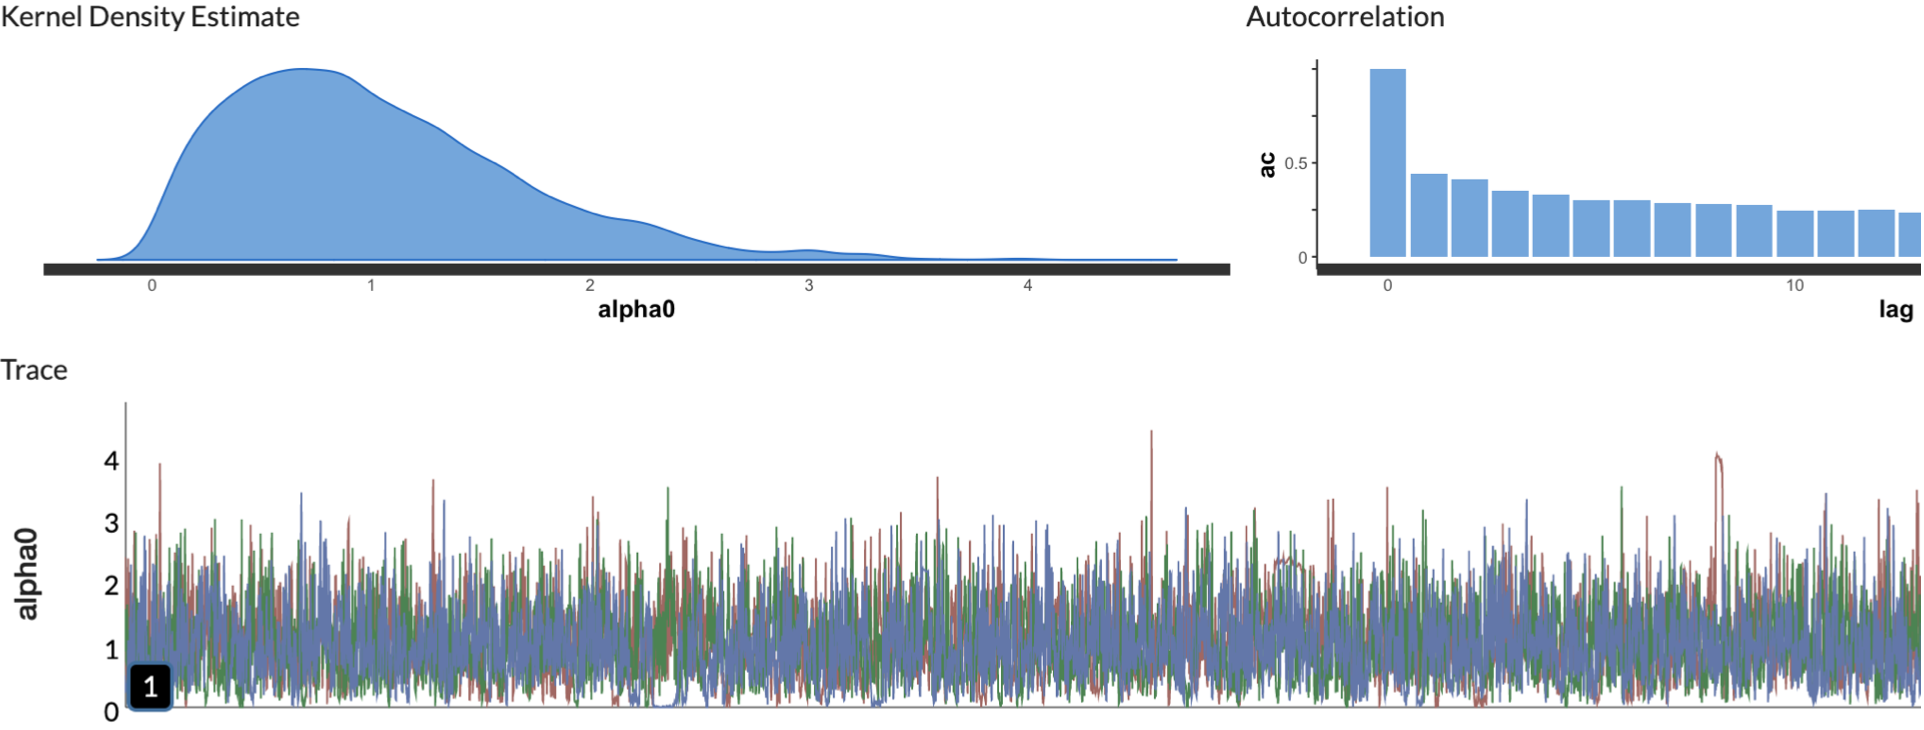 Kernel Density Estimate
0 1 2 3 4
alpha0
Autocorrelation
ac
0.5
0
0 10
lag
Trace
alpha0
4
3
2
1
1
0